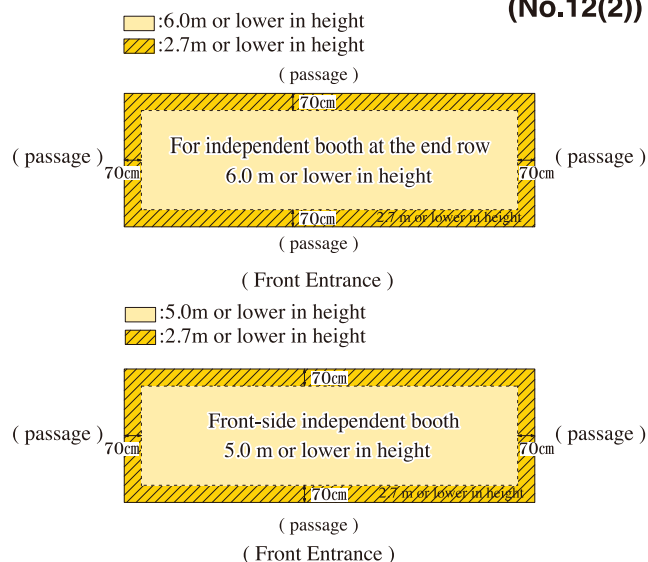 (No.12(2))
:6.0m or lower in height
:2.7m or lower in height
( passage )
70cm
For independent booth at the end row
( passage )
70cm
70cm
( passage )
6.0 m or lower in height
70cm
2.7 m or lower in height
( passage )
( Front Entrance )
:5.0m or lower in height
:2.7m or lower in height
70cm
Front-side independent booth
( passage )
70cm
70cm
( passage )
5.0 m or lower in height
70cm
2.7 m or lower in height
( passage )
( Front Entrance )